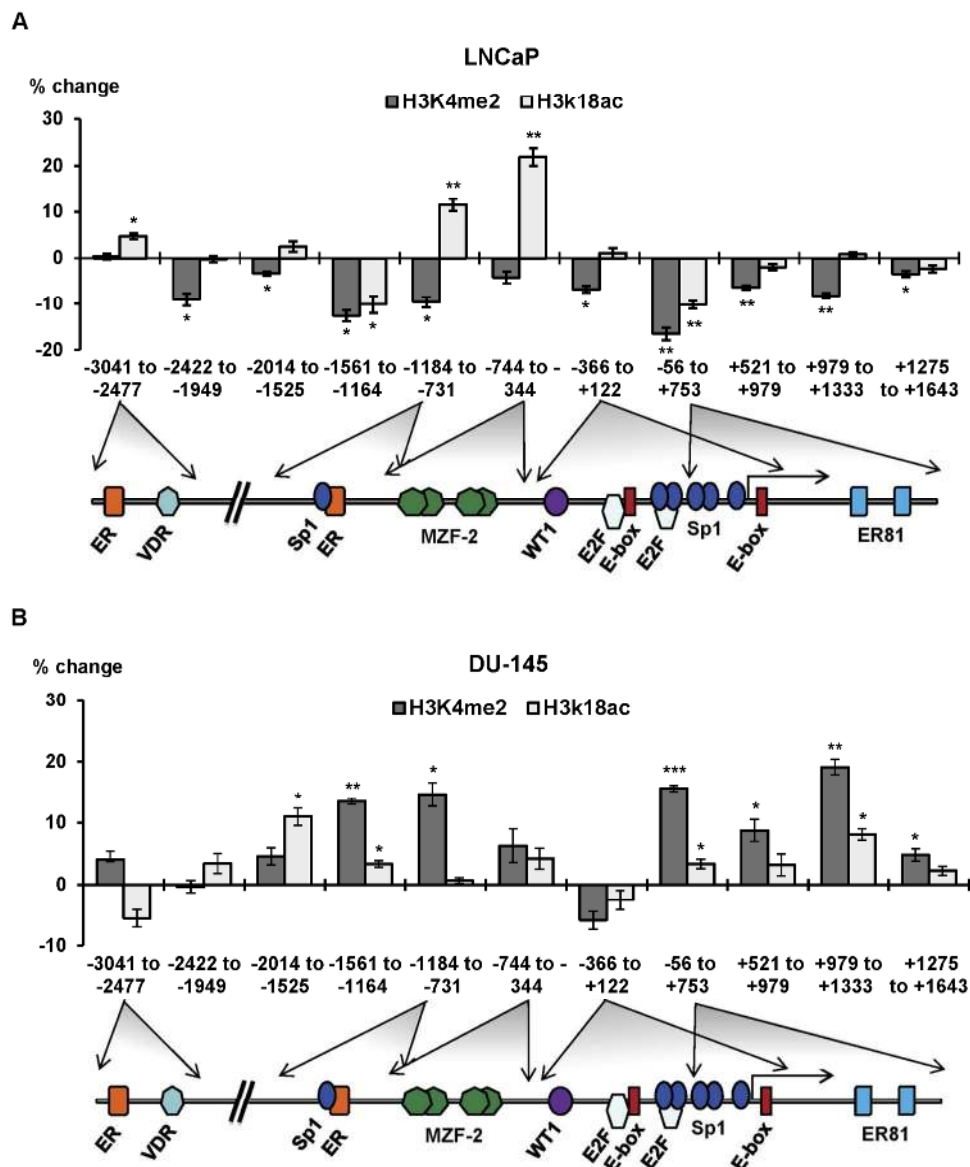 A
LNCaP
% change
H3K4me2 H3k18ac
30
20
10
0
-10
-20
* * * * * * ** ** * ** ** ** ** *
-3041 to -2422 to -2014 to -1561 to -1184 to -744 to - -366 to -56 to +521 to +979 to +1275
-2477 -1949 -1525 -1164 -731 344 +122 +753 +979 +1333 to +1643
ER VDR Sp1 ER MZF-2 WT1 E2F E-box E2F Sp1 E-box ER81
B
% change
DU-145
H3K4me2 H3k18ac
30
20
10
0
-10
* ** * * *** * * ** * *
-3041 to -2422 to -2014 to -1561 to -1184 to -744 to - -366 to -56 to +521 to +979 to +1275
-2477 -1949 -1525 -1164 -731 344 +122 +753 +979 +1333 to +1643
ER VDR Sp1 ER MZF-2 WT1 E2F E-box E2F Sp1 E-box ER81